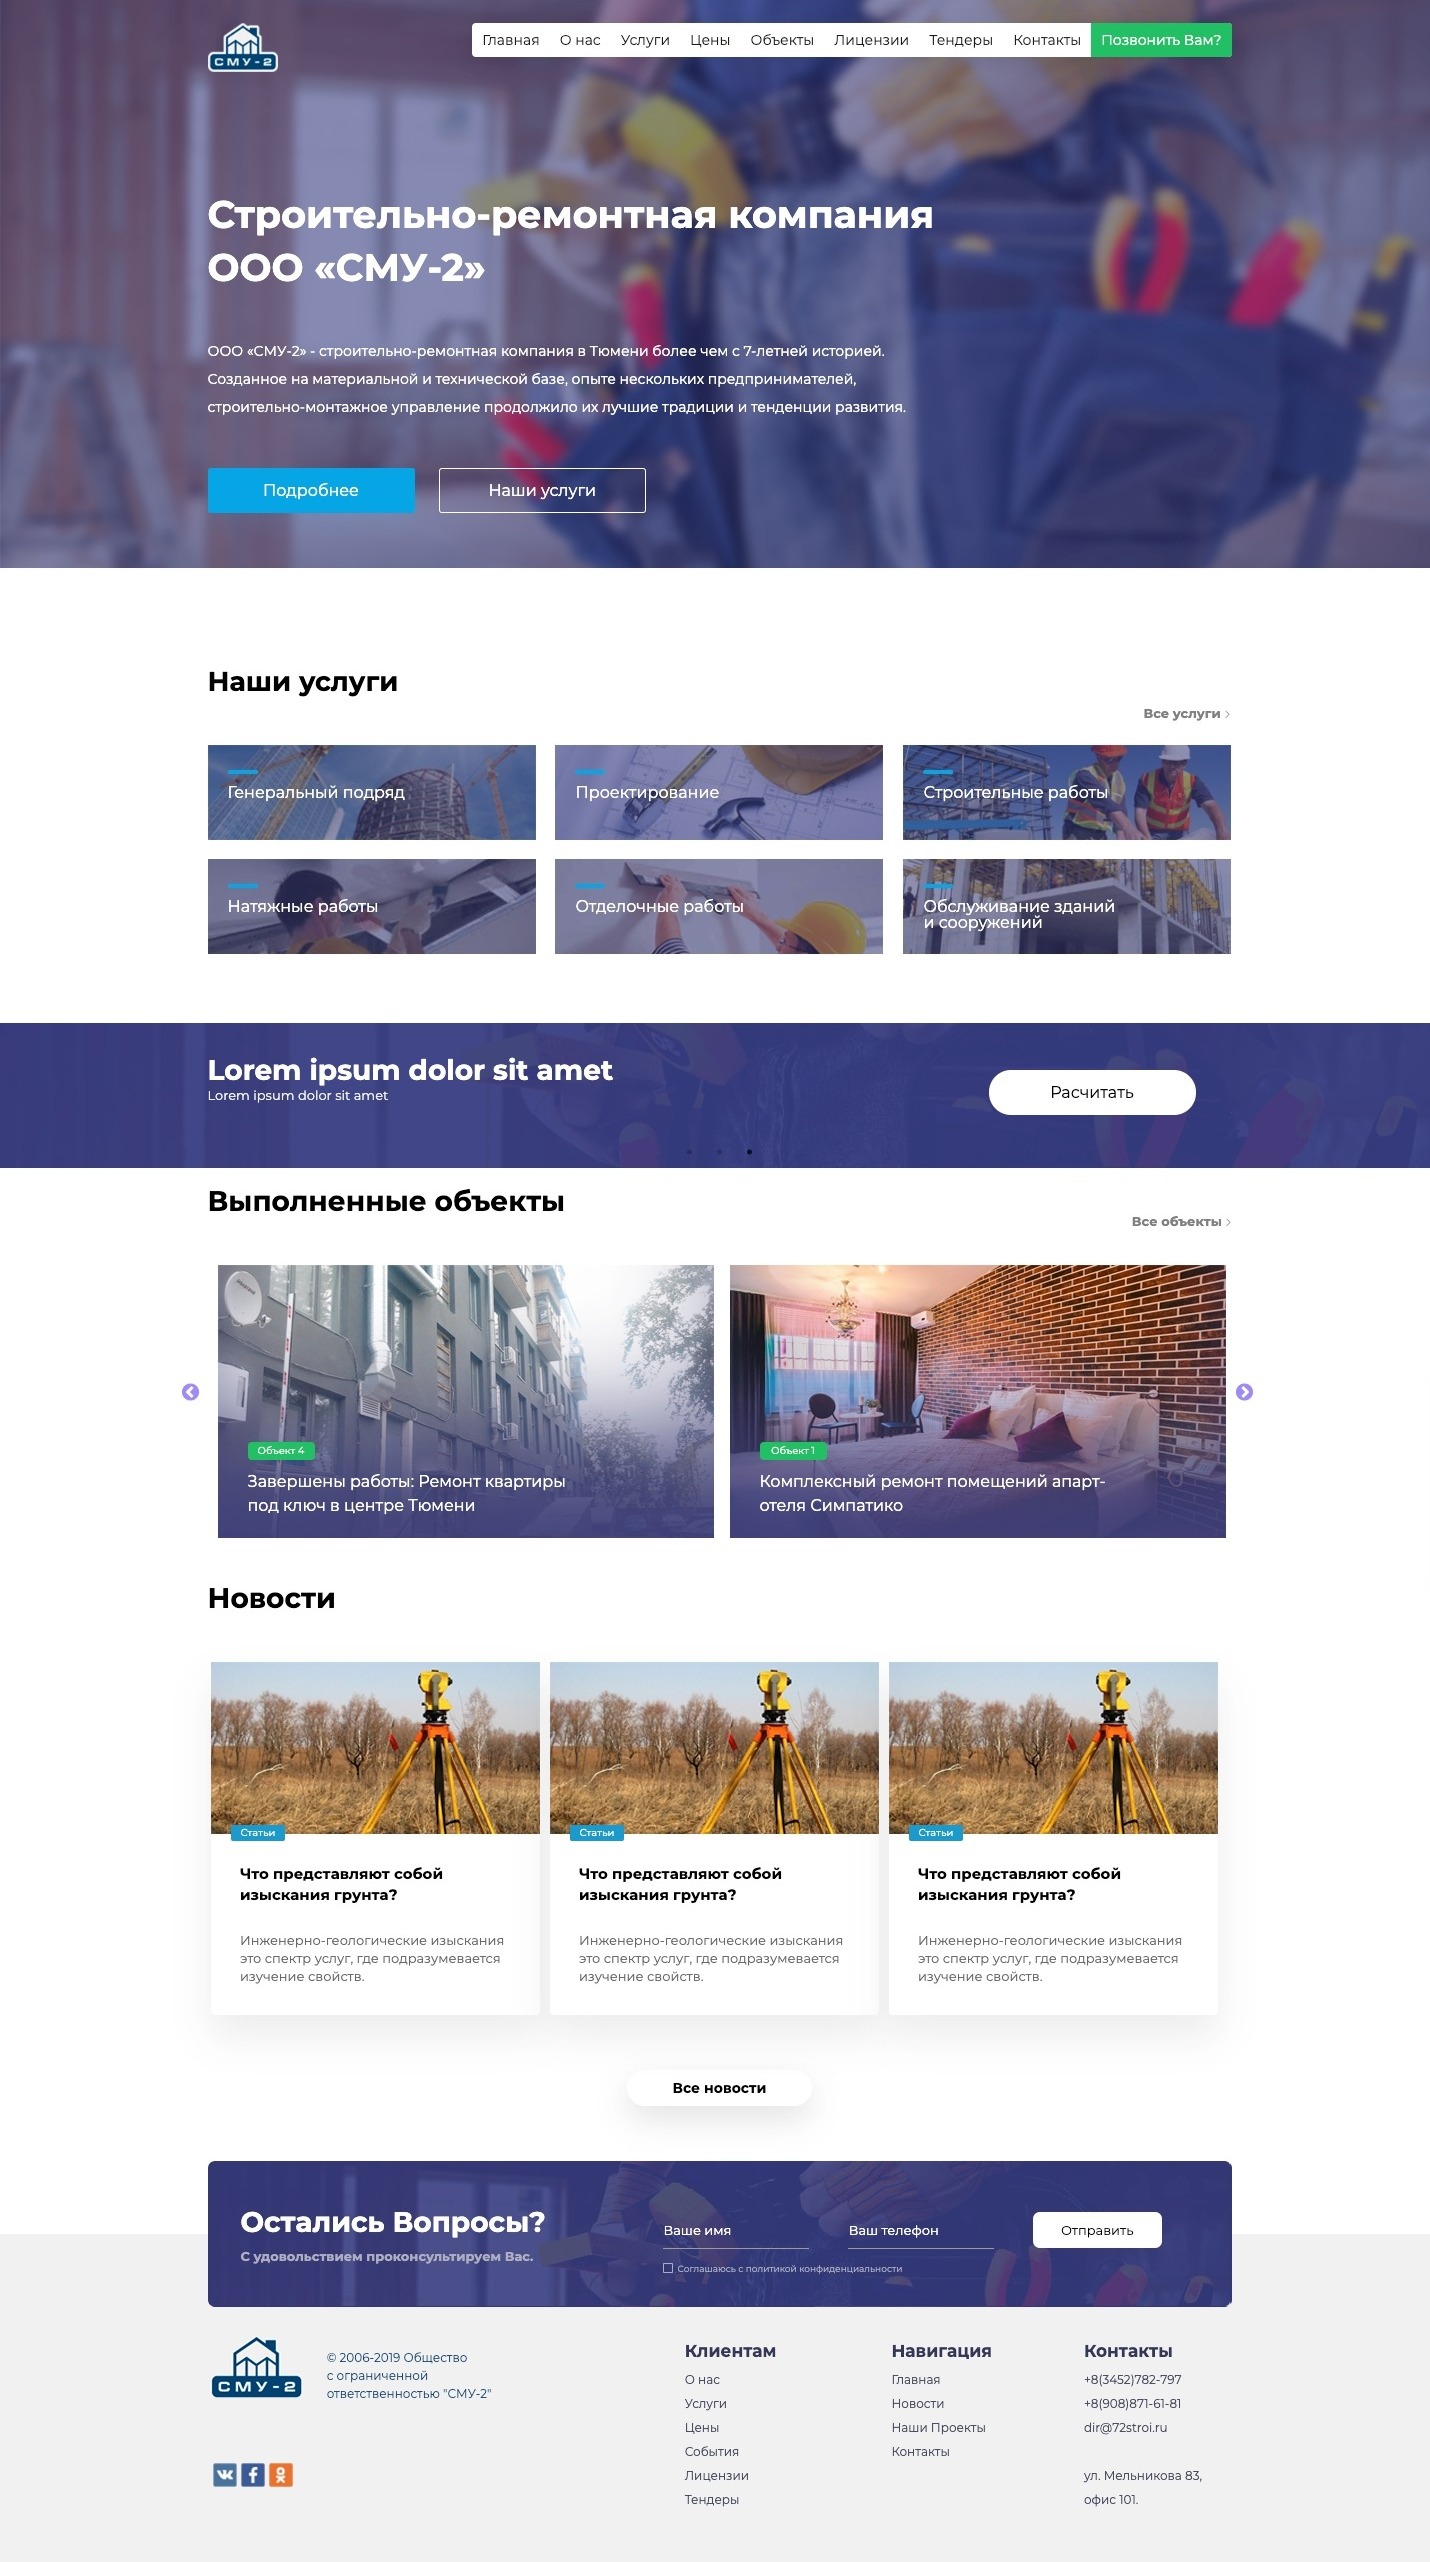 СМУ-2
Главная О нас Услуги Цены Объекты Лицензии Тендеры Контакты Позвонить Вам?
Строительно-ремонтная компания
ООО «СМУ-2»
ООО «СМУ-2» - строительно-ремонтная компания в Тюмени более чем с 7-летней историей.
Созданное на материальной и технической базе, опыте нескольких предпринимателей,
строительно-монтажное управление продолжило их лучшие традиции и тенденции развития.
Подробнее Наши услуги
Наши услуги
Все услуги
Генеральный подряд
Проектирование
Строительные работы
Натяжные работы
Отделочные работы
Обслуживание зданий
и сооружений
Lorem ipsum dolor sit amet
Lorem ipsum dolor sit amet
Расчитать
Выполненные объекты
Все объекты
Объект 4
Завершены работы: Ремонт квартиры
под ключ в центре Тюмени
Объект 1
Комплексный ремонт помещений апарт-
отеля Симпатико
Новости
Статьи
Что представляют собой
изыскания грунта?
Инженерно-геологические изыскания
это спектр услуг, где подразумевается
изучение свойств.
Статьи
Что представляют собой
изыскания грунта?
Инженерно-геологические изыскания
это спектр услуг, где подразумевается
изучение свойств.
Статьи
Что представляют собой
изыскания грунта?
Инженерно-геологические изыскания
это спектр услуг, где подразумевается
изучение свойств.
Все новости
Остались Вопросы?
С удовольствием проконсультируем Вас.
Ваше имя
Ваш телефон
Отправить
Соглашаюсь с политикой конфиденциальности
СМУ-2
© 2006-2019 Общество
с ограниченной
ответственностью "СМУ-2"
Клиентам
О нас
Услуги
Цены
События
Лицензии
Тендеры
Навигация
Главная
Новости
Наши Проекты
Контакты
Контакты
+8(3452)782-797
+8(908)871-61-81
dir@72stroi.ru
ул. Мельникова 83,
офис 101.